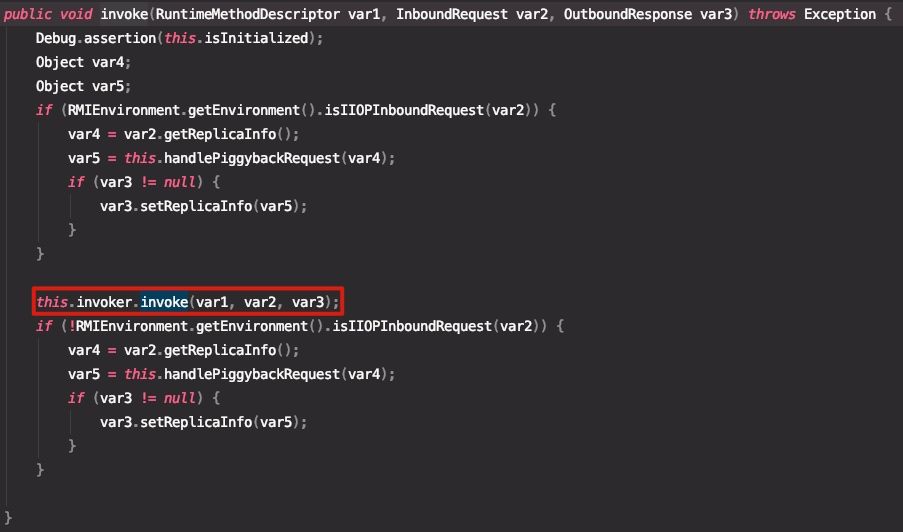 public void invoke(RuntimeMethodDescriptor var1, InboundRequest var2, OutboundResponse var3) throws Exception {
    Debug.assertion(this.isInitialized);
    Object var4;
    Object var5;
    if (RMIEnvironment.getEnvironment().isIIOPInboundRequest(var2)) {
        var4 = var2.getReplicaInfo();
        var5 = this.handlePiggybackRequest(var4);
        if (var3 != null) {
            var3.setReplicaInfo(var5);
        }
    }
    this.invoker.invoke(var1, var2, var3);
    if (!RMIEnvironment.getEnvironment().isIIOPInboundRequest(var2)) {
        var4 = var2.getReplicaInfo();
        var5 = this.handlePiggybackRequest(var4);
        if (var3 != null) {
            var3.setReplicaInfo(var5);
        }
    }
}